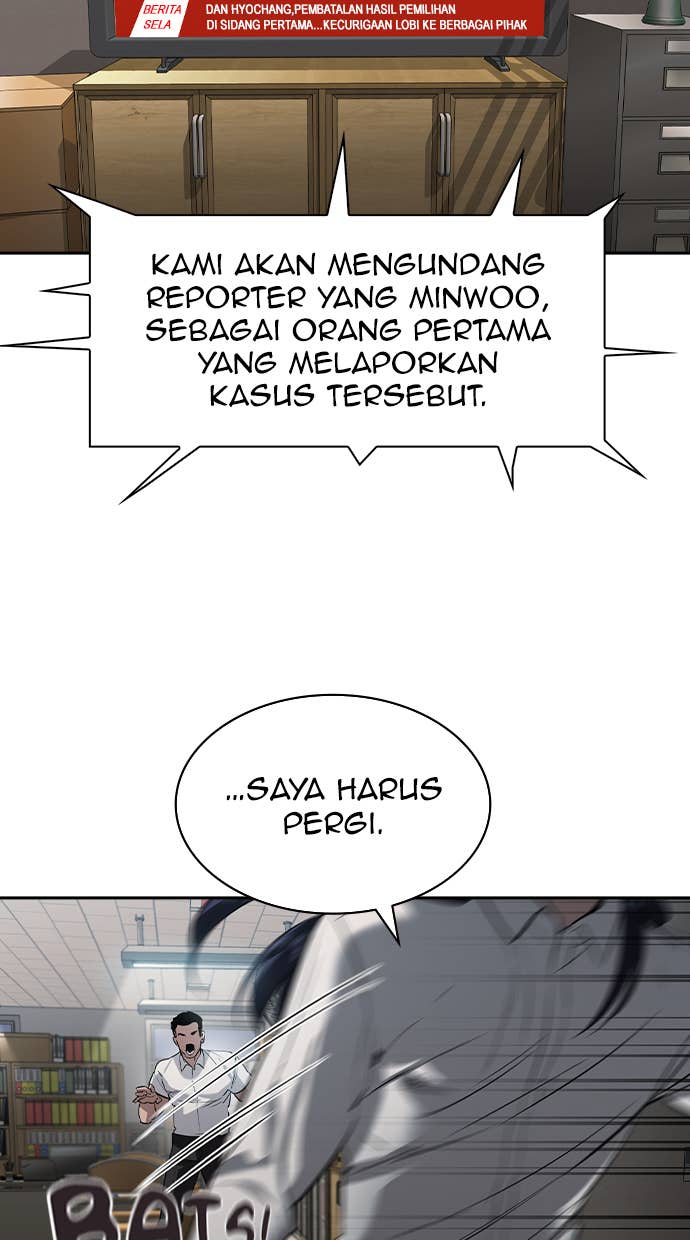 BERITA
SELA
DAN HYOCHANG,PEMBATALAN HASIL PEMILIHAN
DI SIDANG PERTAMA...KECURIGAAN LOBI KE BERBAGAI PIHAK
KAMI AKAN MENGUNDANG
REPORTER YANG MINWOO,
SEBAGAI ORANG PERTAMA
YANG MELAPORKAN
KASUS TERSEBUT.
...SAYA HARUS
PERGI.
BATS!